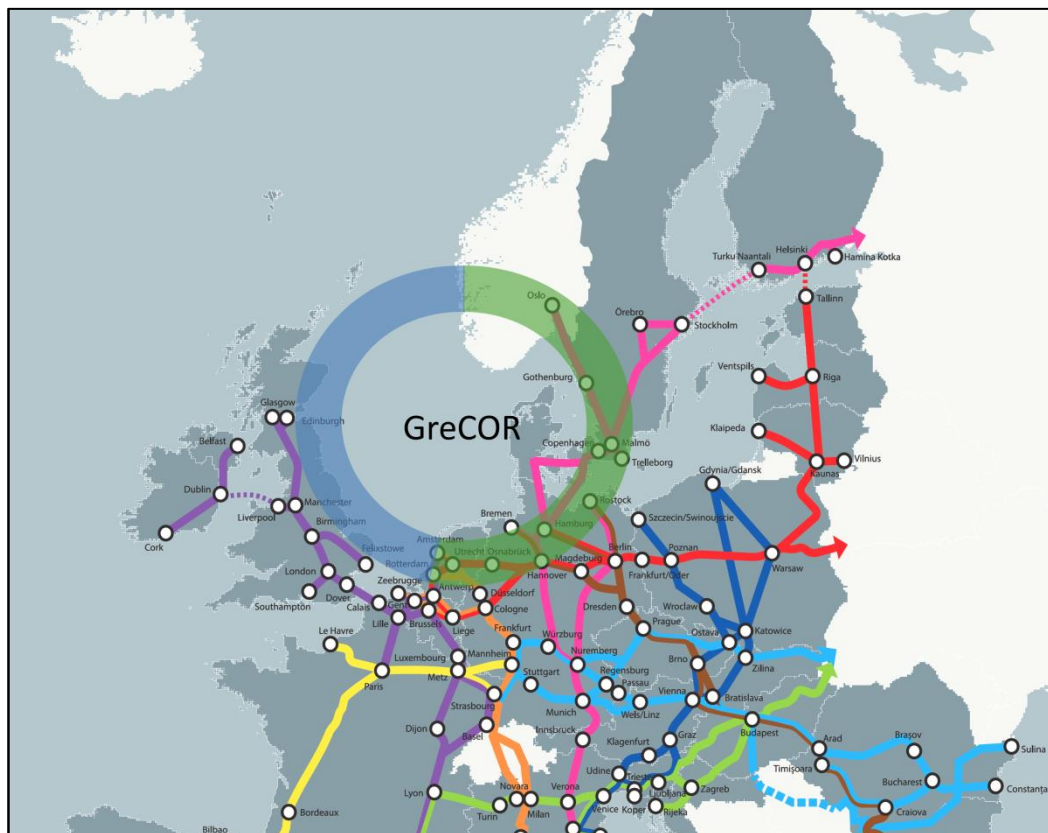 Oslo
Helsinki
Turku Naantali
Hamina Kotka
Tallinn
Örebro
Stockholm
Gothenburg
Ventspils
Riga
Glasgow
Edinburgh
GreCOR
Klaipeda
Belfast
Copenhagen
Malmö
Trelleborg
Kaunas
Vilnius
Gdynia/Gdansk
Dublin
Liverpool
Manchester
Rostock
Cork
Birmingham
Bremen
Hamburg
Szczecin/Swinoujscie
Amsterdam
Felixstowe
Rotterdam
Utrecht
Osnabrück
Magdeburg
Berlin
Poznan
Warsaw
London
Zeebrugge
Hannover
Frankfurt/Oder
Southampton
Dover
Calais
Gent
Antwerp
Düsseldorf
Cologne
Dresden
Wroclaw
Lille
Brussels
Liege
Prague
Ostava
Katowice
Le Havre
Frankfurt
Würzburg
Nuremberg
Luxembourg
Mannheim
Brno
Zilina
Paris
Metz
Stuttgart
Regensburg
Passau
Strasbourg
Munich
Wels/Linz
Vienna
Bratislava
Dijon
Basel
Innsbruck
Klagenfurt
Graz
Budapest
Arad
Braşov
Sulina
Udine
Timişoara
Lyon
Novara
Verona
Trieste
Ljubljana
Zagreb
Bucharest
Constanţa
Turin
Milan
Venice
Koper
Rijeka
Craiova
Bordeaux
Bilbao